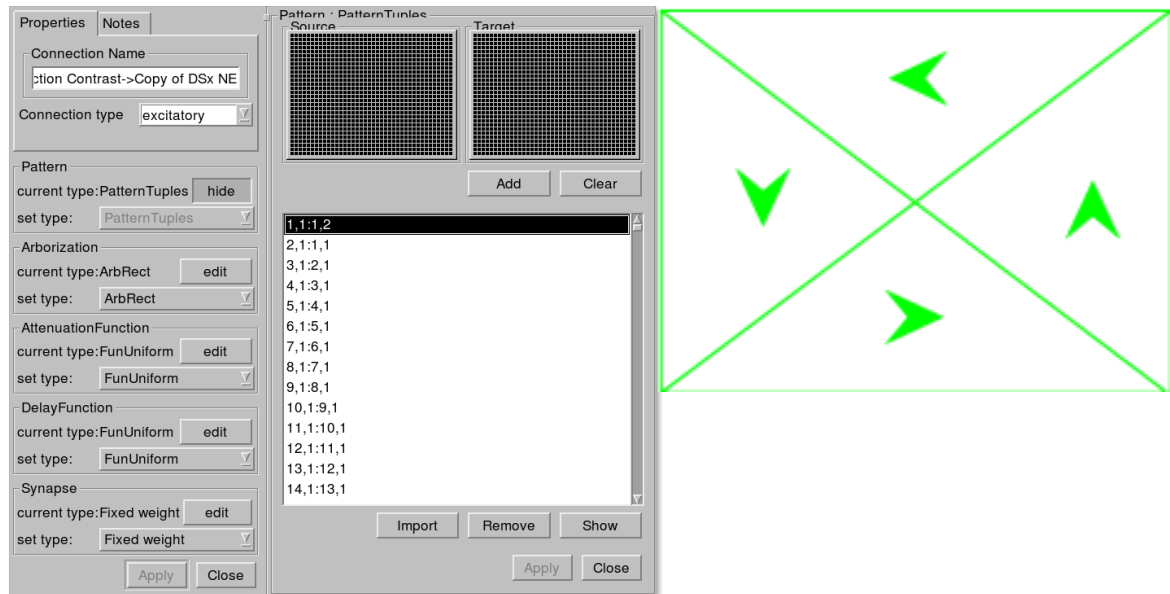 Properties
Notes
Connection Name
ction Contrast->Copy of DSx NE
Connection type
excitatory
Pattern
current type:PatternTuples
hide
set type:
PatternTuples
Arborization
current type:ArbRect
edit
set type:
ArbRect
AttenuationFunction
current type:FunUniform
edit
set type:
FunUniform
DelayFunction
current type:FunUniform
edit
set type:
FunUniform
Synapse
current type:Fixed weight
edit
set type:
Fixed weight
Apply
Close
Pattern : PatternTuples
Source
Target
Add
Clear
1,1:1,2
2,1:1,1
3,1:2,1
4,1:3,1
5,1:4,1
6,1:5,1
7,1:6,1
8,1:7,1
9,1:8,1
10,1:9,1
11,1:10,1
12,1:11,1
13,1:12,1
14,1:13,1
Import
Remove
Show
Apply
Close